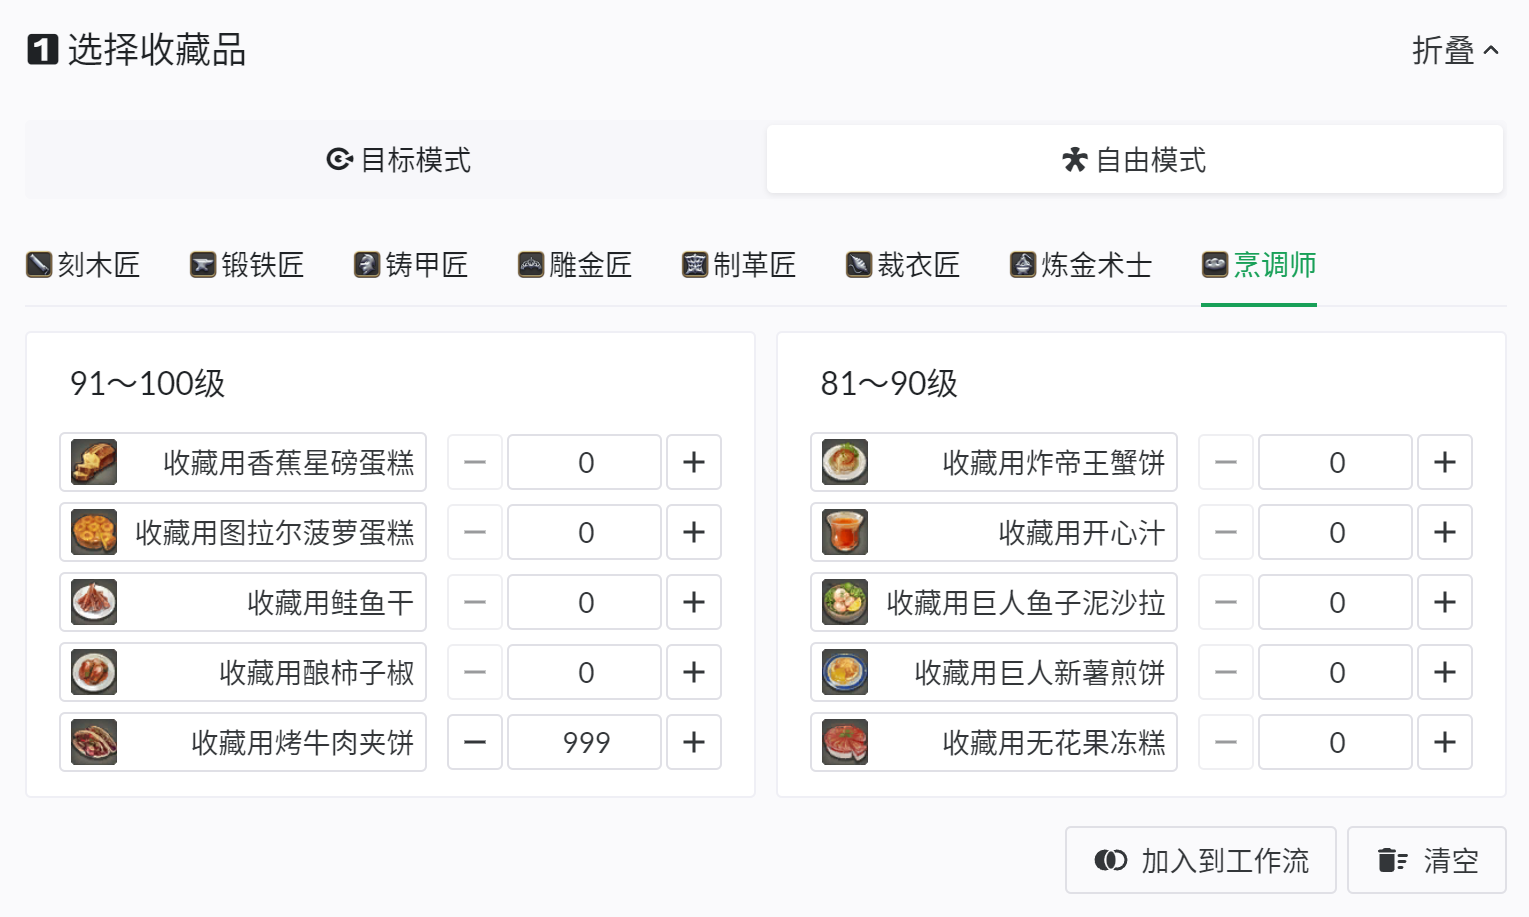 1 选择收藏品 折叠
目标模式 自由模式
刻木匠 锻铁匠 铸甲匠 雕金匠 制革匠 裁衣匠 炼金术士 烹调师
91～100级
收藏用香蕉星磅蛋糕 0
收藏用图拉尔菠萝蛋糕 0
收藏用鲑鱼干 0
收藏用酿柿子椒 0
收藏用烤牛肉夹饼 999
81～90级
收藏用炸帝王蟹饼 0
收藏用开心汁 0
收藏用巨人鱼子泥沙拉 0
收藏用巨人新薯煎饼 0
收藏用无花果冻糕 0
加入到工作流 清空